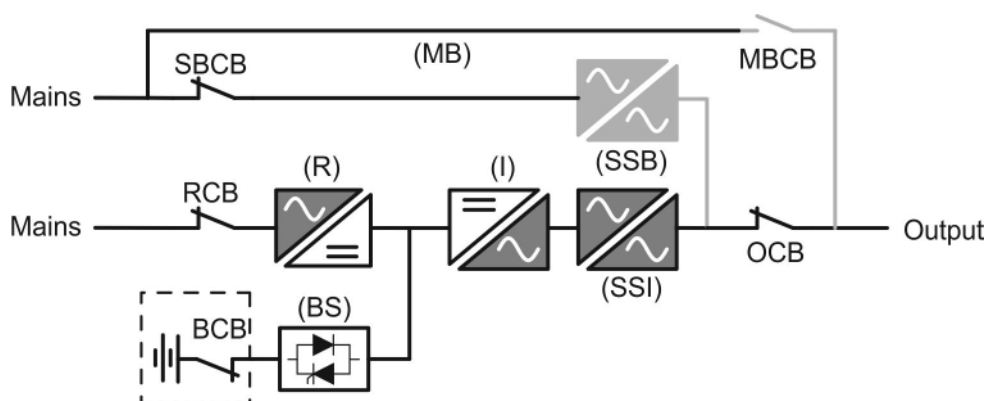 (MB)
MBCB
SBCB
Mains
(SSB)
(R)
(I)
RCB
Mains
Output
OCB
(SSI)
(BS)
BCB